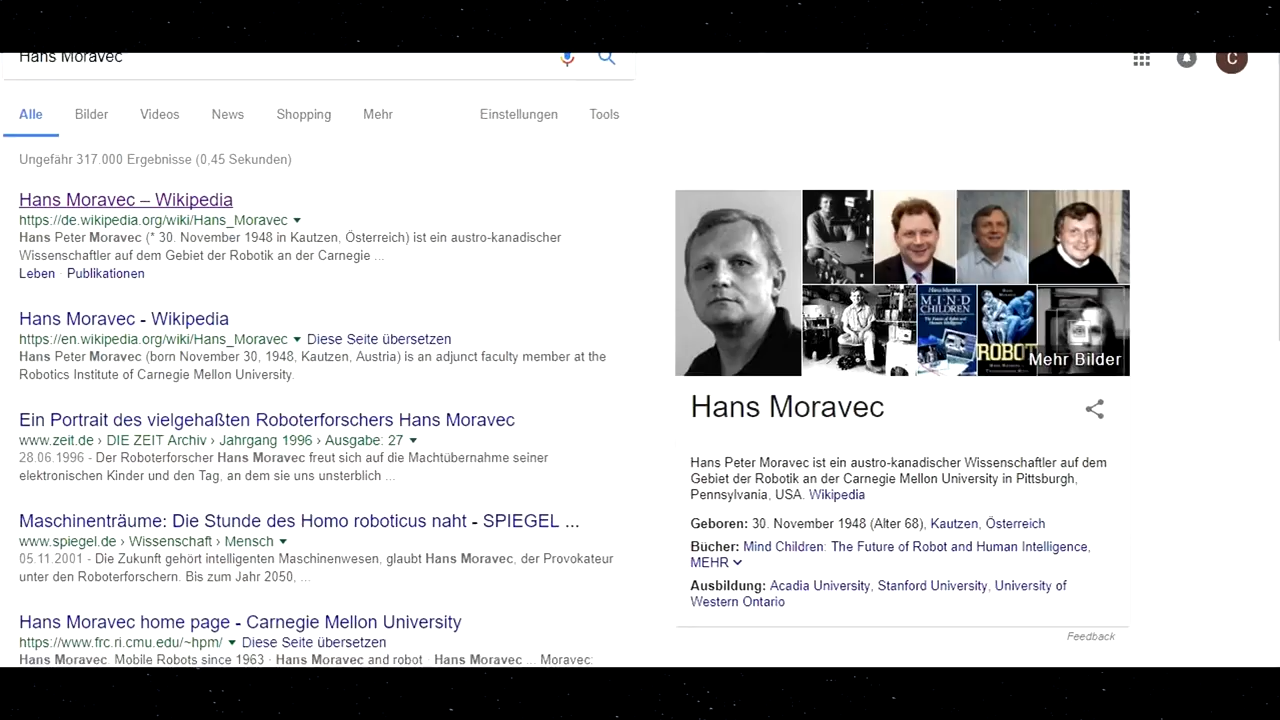 Hans Moravec
C
Alle Bilder Videos News Shopping Mehr Einstellungen Tools
Ungefähr 317.000 Ergebnisse (0,45 Sekunden)
Hans Moravec – Wikipedia
https://de.wikipedia.org/wiki/Hans_Moravec
Hans Peter Moravec (* 30. November 1948 in Kautzen, Österreich) ist ein austro-kanadischer
Wissenschaftler auf dem Gebiet der Robotik an der Carnegie ...
Leben · Publikationen
Hans Moravec - Wikipedia
https://en.wikipedia.org/wiki/Hans_Moravec Diese Seite übersetzen
Hans Peter Moravec (born November 30, 1948, Kautzen, Austria) is an adjunct faculty member at the
Robotics Institute of Carnegie Mellon University.
Ein Portrait des vielgehaßten Roboterforschers Hans Moravec
www.zeit.de › DIE ZEIT Archiv › Jahrgang 1996 › Ausgabe: 27
28.06.1996 - Der Roboterforscher Hans Moravec freut sich auf die Machtübernahme seiner
elektronischen Kinder und den Tag, an dem sie uns unsterblich ...
Maschinenträume: Die Stunde des Homo roboticus naht - SPIEGEL ...
www.spiegel.de › Wissenschaft › Mensch
05.11.2001 - Die Zukunft gehört intelligenten Maschinenwesen, glaubt Hans Moravec, der Provokateur
unter den Roboterforschern. Bis zum Jahr 2050, ...
Hans Moravec home page - Carnegie Mellon University
https://www.frc.ri.cmu.edu/~hpm/ Diese Seite übersetzen
Hans Moravec. Mobile Robots since 1963 · Hans Moravec and robot · Hans Moravec ... Moravec:
Hans Moravec
MIND
CHILDREN
ROBOT
Mehr Bilder
Hans Moravec
Hans Peter Moravec ist ein austro-kanadischer Wissenschaftler auf dem
Gebiet der Robotik an der Carnegie Mellon University in Pittsburgh,
Pennsylvania, USA. Wikipedia
Geboren: 30. November 1948 (Alter 68), Kautzen, Österreich
Bücher: Mind Children: The Future of Robot and Human Intelligence,
MEHR
Ausbildung: Acadia University, Stanford University, University of
Western Ontario
Feedback